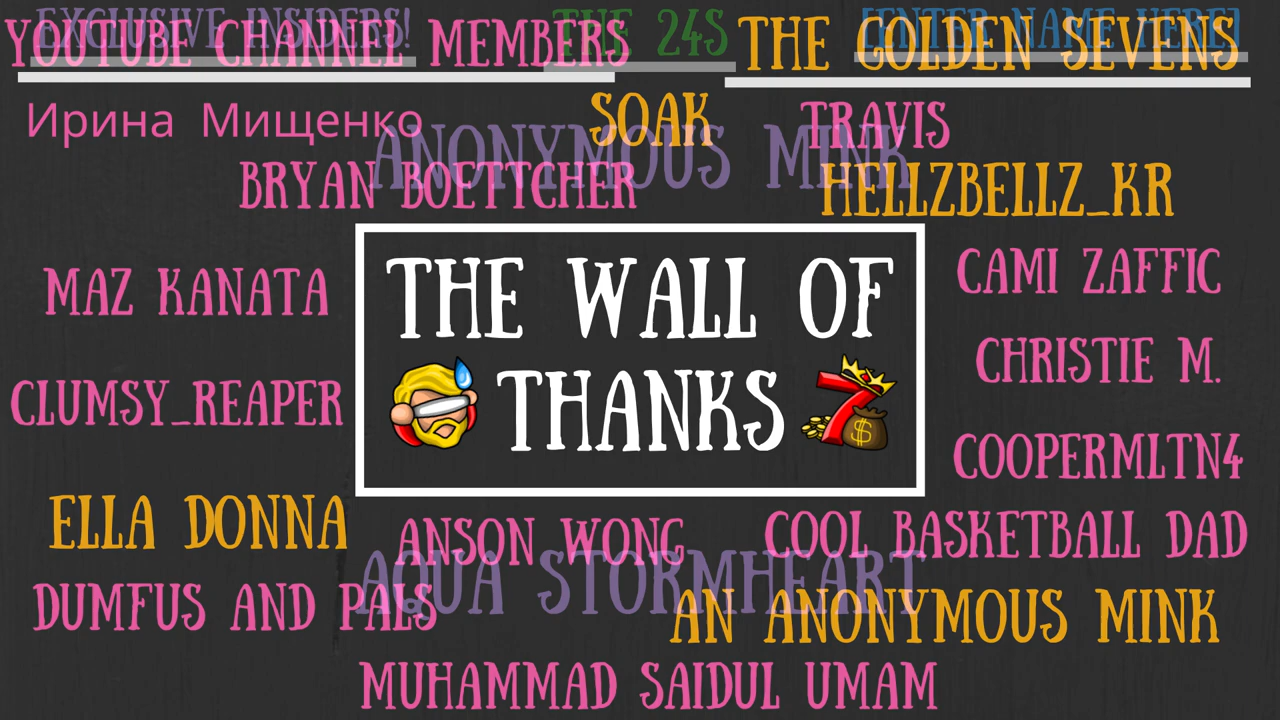 EXCLUSIVE INSIDERS!
YOUTUBE CHANNEL MEMBERS
THE 24S
THE GOLDEN SEVENS
[ENTER NAME HERE]
Ирина Мищенко
SOAK
TRAVIS
ANONYMOUS MINK
BRYAN BOETTCHER
HELLZBELLZ_KR
THE WALL OF
THANKS
MAZ KANATA
CAMI ZAFFIC
CHRISTIE M.
CLUMSY_REAPER
COOPERMLTN4
ELLA DONNA
ANSON WONG
COOL BASKETBALL DAD
AQUA STORMHEART
DUMFUS AND PALS
AN ANONYMOUS MINK
MUHAMMAD SAIDUL UMAM